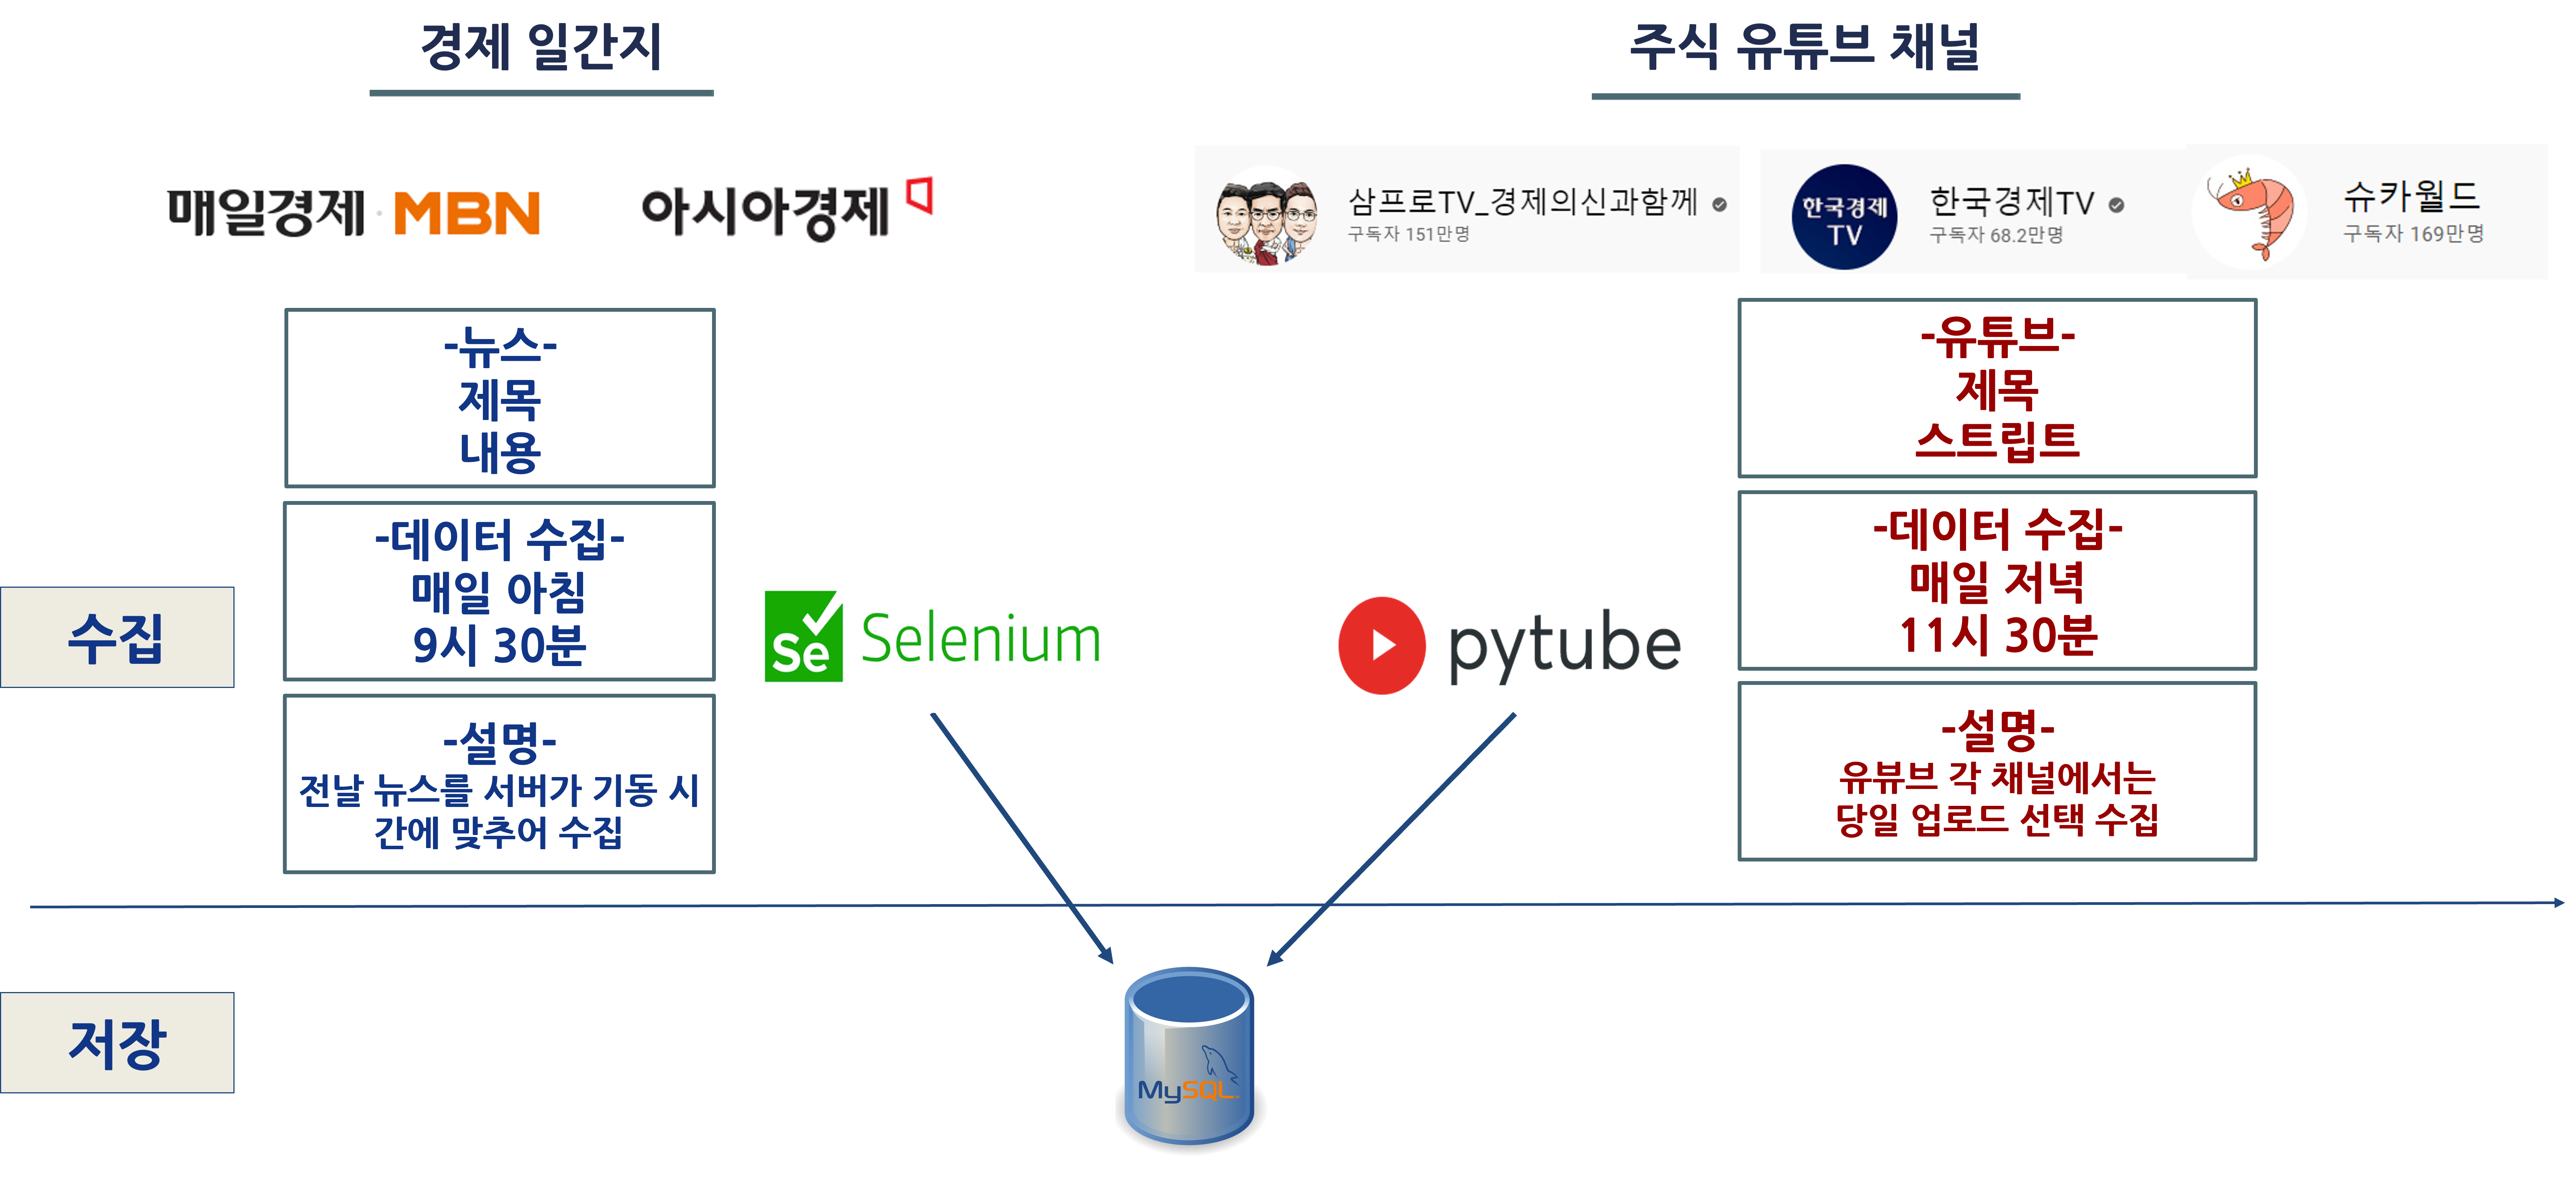 경제 일간지
주식 유튜브 채널
매일경제·MBN
아시아경제
삼프로TV_경제의신과함께
구독자 151만명
한국경제
TV
한국경제TV
구독자 68.2만명
슈카월드
구독자 169만명
-뉴스-
제목
내용
-유튜브-
제목
스트립트
수집
-데이터 수집-
매일 아침
9시 30분
Se Selenium
pytube
-데이터 수집-
매일 저녁
11시 30분
-설명-
전날 뉴스를 서버가 기동 시
간에 맞추어 수집
-설명-
유뷰브 각 채널에서는
당일 업로드 선택 수집
저장
MySQL